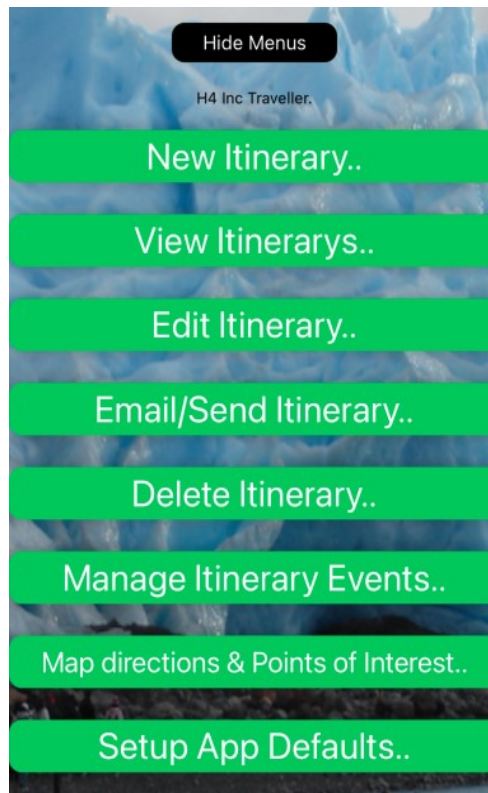 Hide Menus
H4 Inc Traveller.
New Itinerary..
View Itinerarys..
Edit Itinerary..
Email/Send Itinerary..
Delete Itinerary..
Manage Itinerary Events..
Map directions & Points of Interest..
Setup App Defaults..